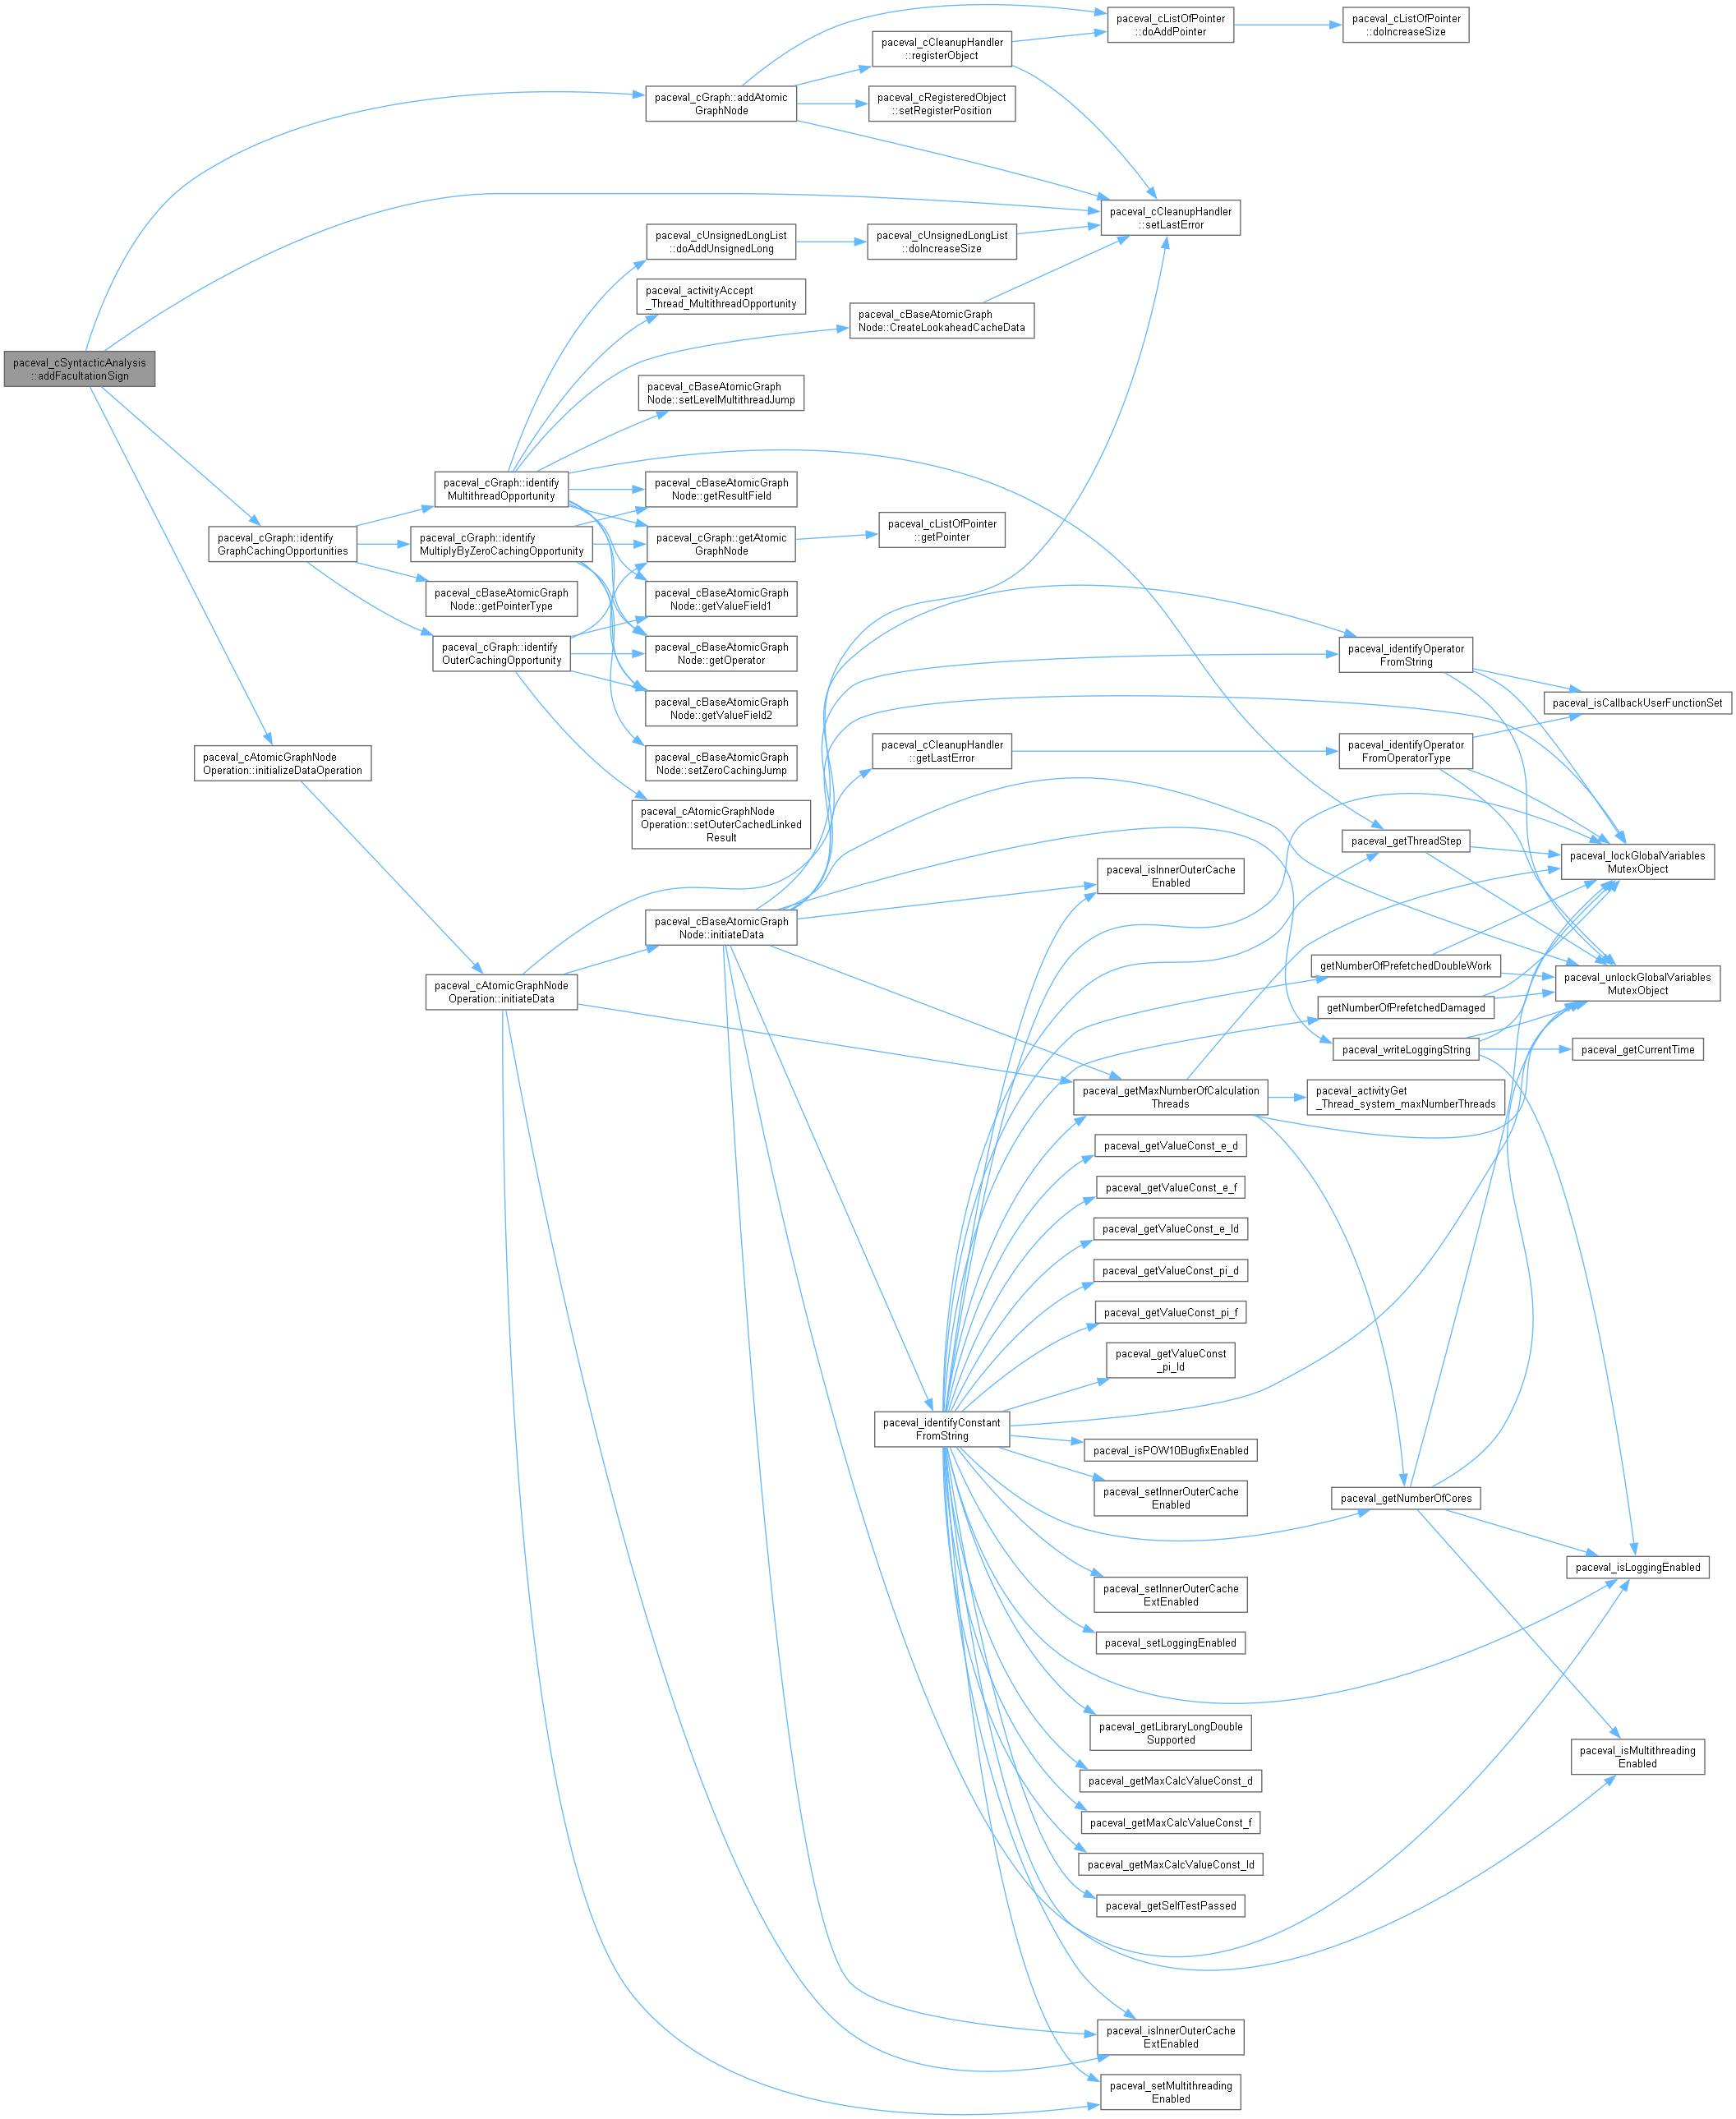 paceval_cListOfPointer
::doAddPointer
paceval_cListOfPointer
::doIncreaseSize
paceval_cCleanupHandler
::registerObject
paceval_cGraph::addAtomic
GraphNode
paceval_cRegisteredObject
::setRegisterPosition
paceval_cCleanupHandler
::setLastError
paceval_cUnsignedLongList
::doAddUnsignedLong
paceval_cUnsignedLongList
::doIncreaseSize
paceval_activityAccept
_Thread_MultithreadOpportunity
paceval_cBaseAtomicGraph
Node::CreateLookaheadCacheData
paceval_cSyntacticAnalysis
::addFacultationSign
paceval_cBaseAtomicGraph
Node::setLevelMultithreadJump
paceval_cGraph::identify
MultithreadOpportunity
paceval_cBaseAtomicGraph
Node::getResultField
paceval_cGraph::identify
GraphCachingOpportunities
paceval_cGraph::identify
MultiplyByZeroCachingOpportunity
paceval_cGraph::getAtomic
GraphNode
paceval_cListOfPointer
::getPointer
paceval_cBaseAtomicGraph
Node::getPointerType
paceval_cBaseAtomicGraph
Node::getValueField1
paceval_cGraph::identify
OuterCachingOpportunity
paceval_cBaseAtomicGraph
Node::getOperator
paceval_identifyOperator
FromString
paceval_cBaseAtomicGraph
Node::getValueField2
paceval_isCallbackUserFunctionSet
paceval_cAtomicGraphNode
Operation::initializeDataOperation
paceval_cBaseAtomicGraph
Node::setZeroCachingJump
paceval_cCleanupHandler
::getLastError
paceval_identifyOperator
FromOperatorType
paceval_cAtomicGraphNode
Operation::setOuterCachedLinked
Result
paceval_getThreadStep
paceval_lockGlobalVariables
MutexObject
paceval_isInnerOuterCache
Enabled
paceval_cBaseAtomicGraph
Node::initiateData
getNumberOfPrefetchedDoubleWork
paceval_unlockGlobalVariables
MutexObject
paceval_cAtomicGraphNode
Operation::initiateData
getNumberOfPrefetchedDamaged
paceval_writeLoggingString
paceval_getCurrentTime
paceval_getMaxNumberOfCalculation
Threads
paceval_activityGet
_Thread_system_maxNumberThreads
paceval_getValueConst_e_d
paceval_getValueConst_e_f
paceval_getValueConst_e_ld
paceval_getValueConst_pi_d
paceval_getValueConst_pi_f
paceval_getValueConst
_pi_ld
paceval_identifyConstant
FromString
paceval_isPOW10BugfixEnabled
paceval_setInnerOuterCache
Enabled
paceval_getNumberOfCores
paceval_isLoggingEnabled
paceval_setInnerOuterCache
ExtEnabled
paceval_setLoggingEnabled
paceval_getLibraryLongDouble
Supported
paceval_isMultithreading
Enabled
paceval_getMaxCalcValueConst_d
paceval_getMaxCalcValueConst_f
paceval_getMaxCalcValueConst_ld
paceval_getSelfTestPassed
paceval_isInnerOuterCache
ExtEnabled
paceval_setMultithreading
Enabled